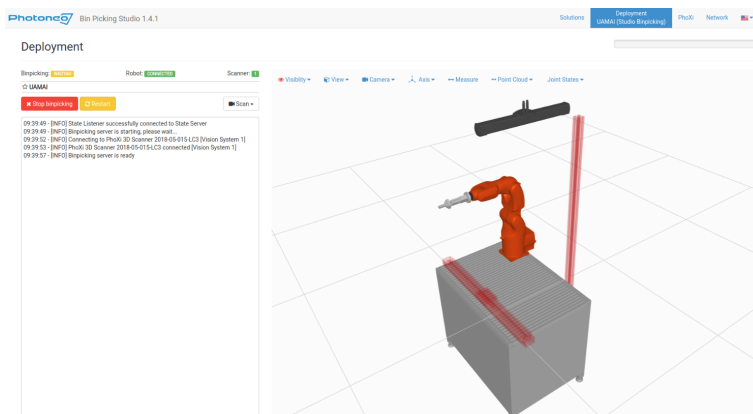 Photoneo Bin Picking Studio 1.4.1
Solutions
Deployment
UAMAI (Studio Binpicking)
PhoXi
Network
Deployment
Binpicking: WAITING Robot: CONNECTED Scanner: 1
UAMAI
Stop binpicking Restart Scan
Visiblity View Camera Axis Measure Point Cloud Joint States
09:39:49 - [INFO] State Listener successfully connected to State Server
09:39:49 - [INFO] Binpicking server is starting, please wait...
09:39:52 - [INFO] Connecting to PhoXi 3D Scanner 2018-05-015-LC3 [Vision System 1]
09:39:53 - [INFO] PhoXi 3D Scanner 2018-05-015-LC3 connected [Vision System 1]
09:39:57 - [INFO] Binpicking server is ready